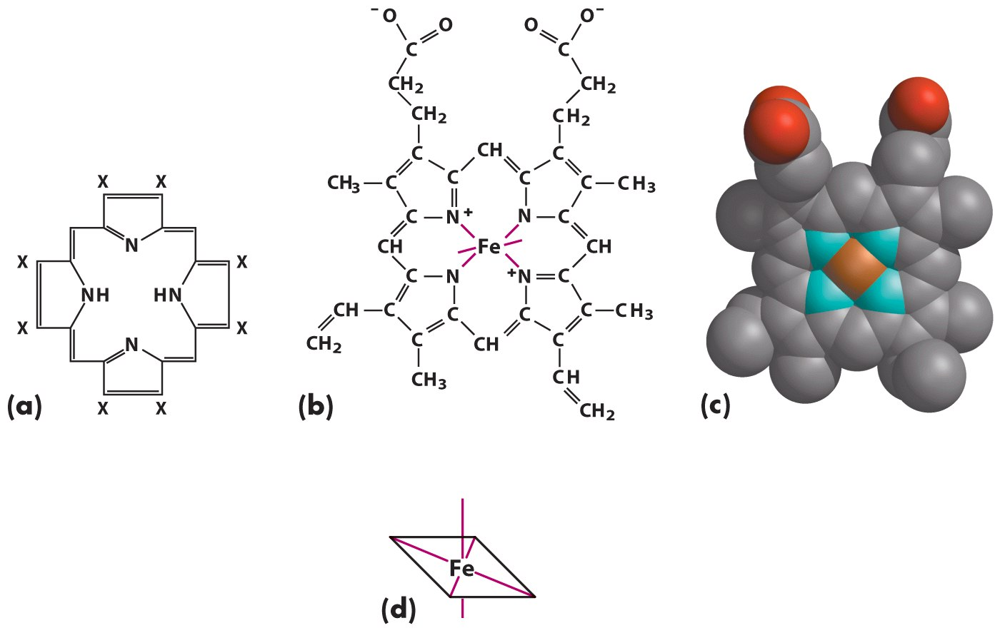 X X
N
X X
NH HN
X X
N
X X
(a)
⁻O O O O⁻
C C
CH₂ CH₂
CH₂ CH₂
C CH C
CH₃ C C C C CH₃
C N⁺ N C
CH Fe CH
C N ⁺N C
CH C C C C CH₃
CH₂ C CH C
CH₃ CH
CH₂
(b)
(c)
Fe
(d)